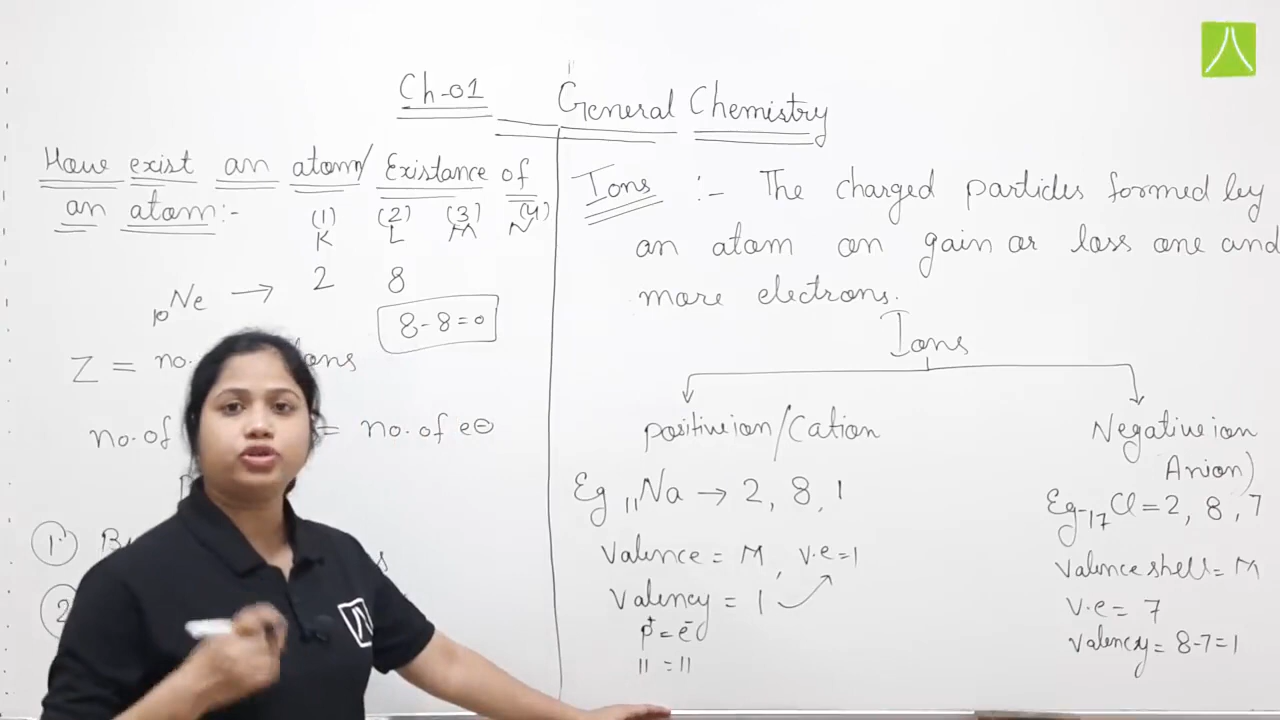 Ch-01 General Chemistry
How exist an atom/ Existance of
an atom:-
(1) (2) (3) (4)
K L M N
₁₀Ne → 2 8
8-8=0
Z = no.
no. of = no. of e⊖
1.
2
Ions :- The charged particles formed by
an atom on gain or loss one and
more electrons.
Ions
Positive ion/Cation
Eg ₁₁Na → 2, 8, 1
Valence = M, v.e=1
Valency = 1
p⁺ = e⁻
11 = 11
Negative ion
Anion)
Eg-₁₇Cl = 2, 8, 7
Valence shell = M
V.e = 7
Valency = 8-7=1